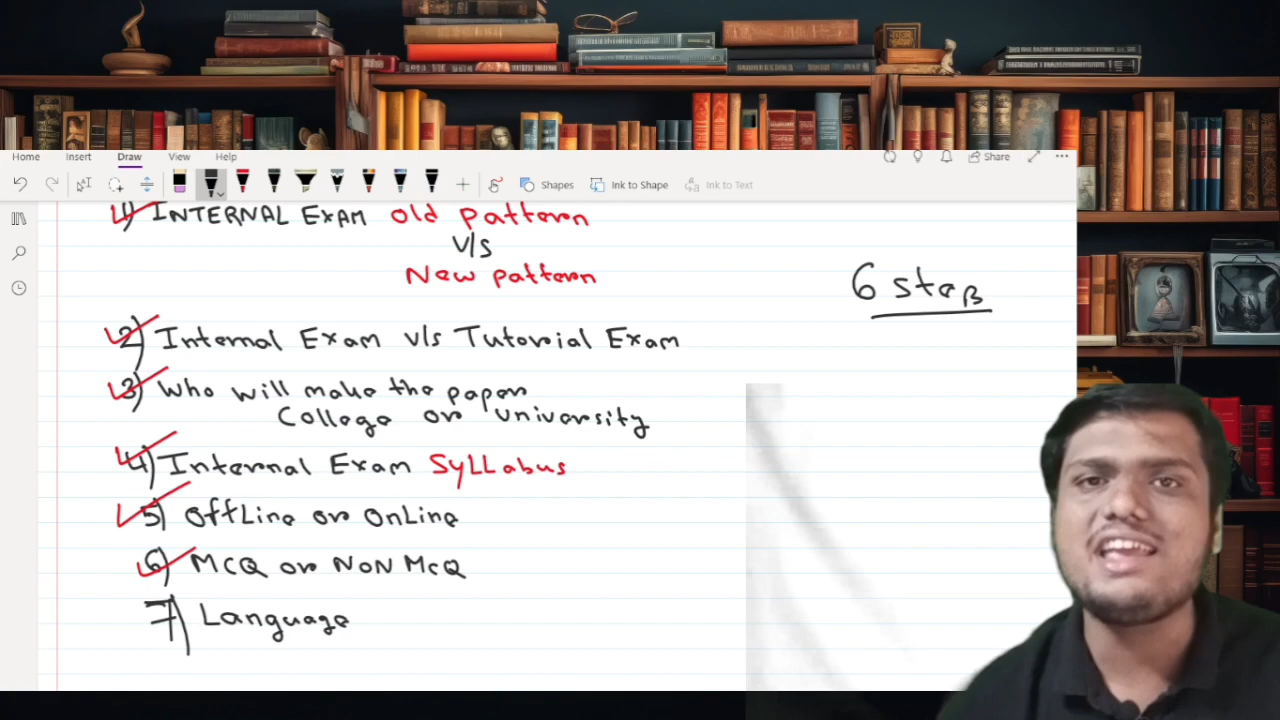 Home Insert Draw View Help
Share
Shapes Ink to Shape Ink to Text
1) INTERNAL EXAM old pattern
V/s
New pattern
6 step
2) Internal Exam v/s Tutorial Exam
3) Who will make the paper
College or university
4) Internal Exam SyLLabus
5) OffLine or OnLine
6) MCQ or NON MCQ
7) Language